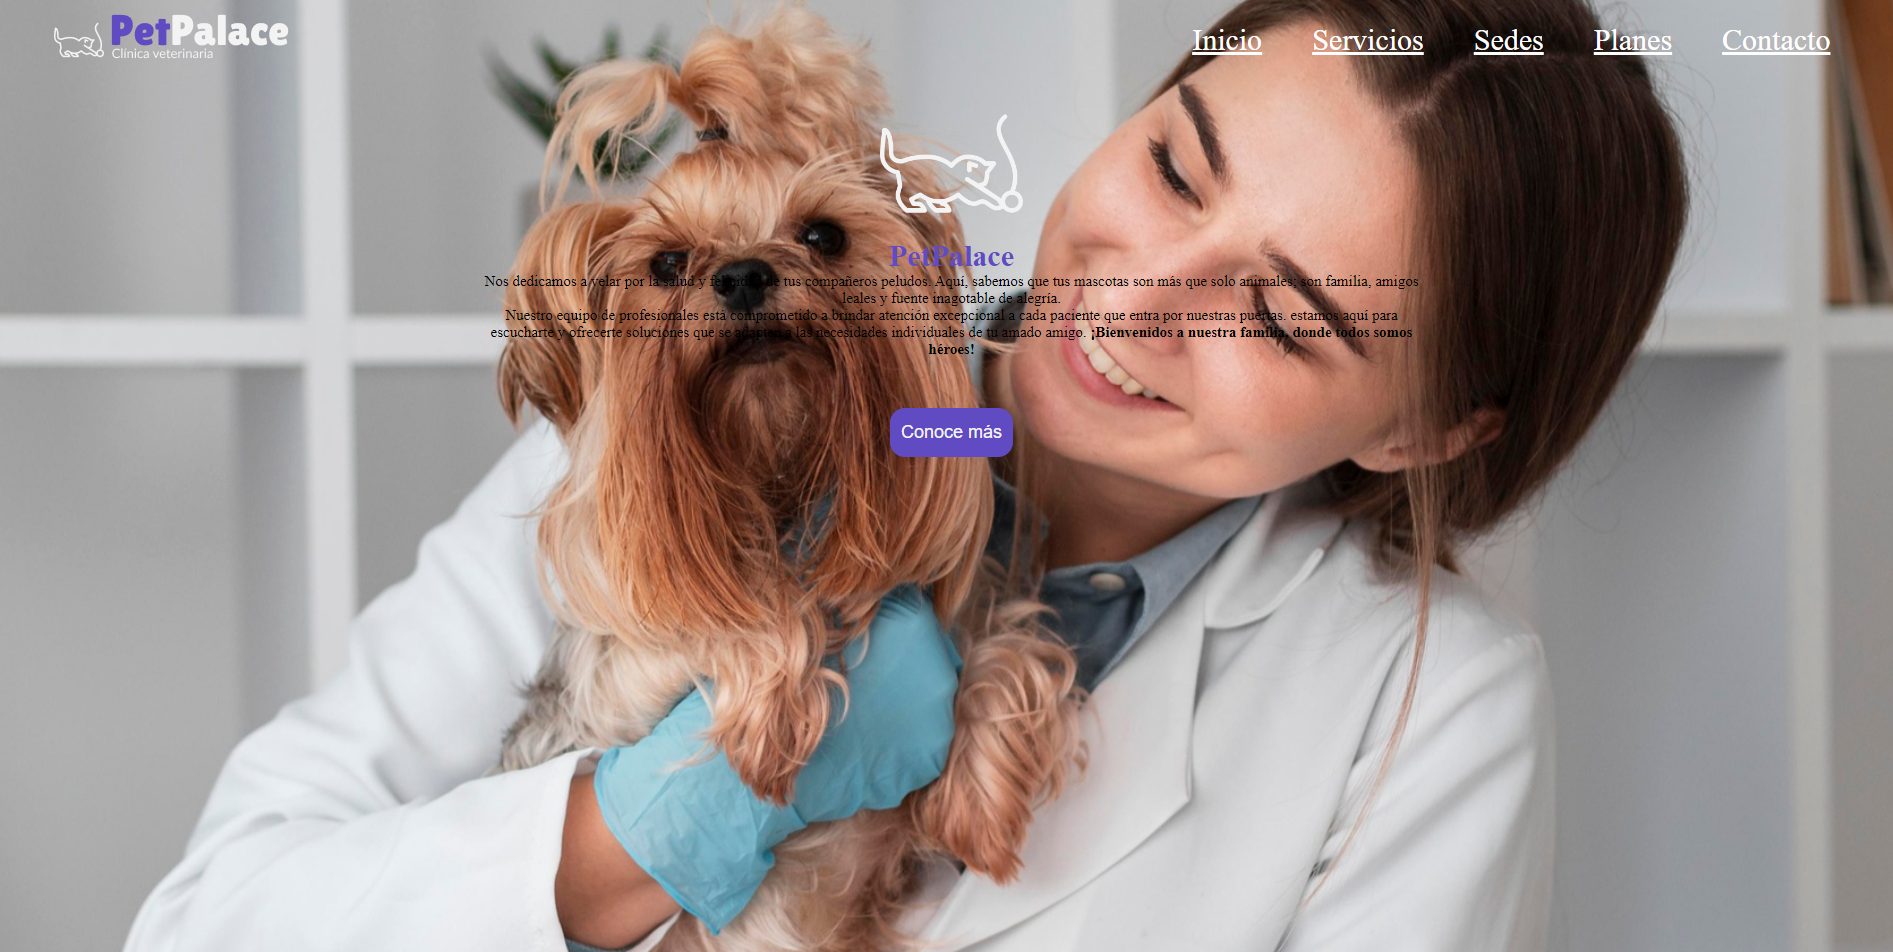 PetPalace
Clínica veterinaria
Inicio Servicios Sedes Planes Contacto
PetPalace
Nos dedicamos a velar por la salud y felicidad de tus compañeros peludos. Aquí, sabemos que tus mascotas son más que solo animales; son familia, amigos
leales y fuente inagotable de alegría.
Nuestro equipo de profesionales está comprometido a brindar atención excepcional a cada paciente que entra por nuestras puertas. estamos aquí para
escucharte y ofrecerte soluciones que se adapten a las necesidades individuales de tu amado amigo. ¡Bienvenidos a nuestra familia, donde todos somos
héroes!
Conoce más